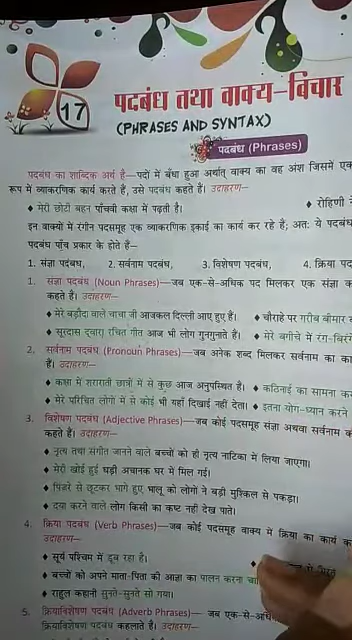 17
पदबंध तथा वाक्य–विचार
(PHRASES AND SYNTAX)
पदबंध (Phrases)
पदबंध का शाब्दिक अर्थ है—पदों में बँधा हुआ अर्थात् वाक्य का वह अंश जिसमें एक
रूप में व्याकरणिक कार्य करते हैं, उसे पदबंध कहते हैं। उदाहरण—
♦ मेरी छोटी बहन पाँचवी कक्षा में पढ़ती है। ♦ रोहिणी
इन वाक्यों में रंगीन पदसमूह एक व्याकरणिक इकाई का कार्य कर रहे हैं; अत: ये पदबंध
पदबंध पाँच प्रकार के होते हैं—
1. संज्ञा पदबंध, 2. सर्वनाम पदबंध, 3. विशेषण पदबंध, 4. क्रिया पद
1. संज्ञा पदबंध (Noun Phrases)—जब एक-से-अधिक पद मिलकर एक संज्ञा का
कहते हैं। उदाहरण—
♦ मेरे बड़ौदा वाले चाचा जी आजकल दिल्ली आए हुए हैं। ♦ चौराहे पर गरीब बीमार
♦ सूरदास द्वारा रचित गीत आज भी लोग गुनगुनाते हैं। ♦ मेरे बगीचे में रंग-बिरंगे
2. सर्वनाम पदबंध (Pronoun Phrases)—जब अनेक शब्द मिलकर सर्वनाम का का
हैं। उदाहरण—
♦ कक्षा में शरारती छात्रों में से कुछ आज अनुपस्थित हैं। ♦ कठिनाई का सामना कर
♦ मेरे परिचित लोगों में से कोई भी यहाँ दिखाई नहीं देता। ♦ इतना योग-ध्यान करने
3. विशेषण पदबंध (Adjective Phrases)—जब कोई पदसमूह संज्ञा अथवा सर्वनाम क
कहते हैं। उदाहरण—
♦ नृत्य तथा संगीत जानने वाले बच्चों को ही नृत्य नाटिका में लिया जाएगा।
♦ मेरी खोई हुई घड़ी अचानक घर में मिल गई।
♦ पिंजरे से छूटकर भागे हुए भालू को लोगों ने बड़ी मुश्किल से पकड़ा।
♦ दया करने वाले लोग किसी का कष्ट नहीं देख पाते।
4. क्रिया पदबंध (Verb Phrases)—जब कोई पदसमूह वाक्य में क्रिया का कार्य क
उदाहरण—
♦ सूर्य पश्चिम में डूब रहा है।
♦ बच्चों को अपने माता-पिता की आज्ञा का पालन करना
♦ राहुल कहानी सुनते-सुनते सो गया।
5. क्रियाविशेषण पदबंध (Adverb Phrases)— जब एक-से-अधि
क्रियाविशेषण पदबंध कहलाते हैं। उदाहरण—